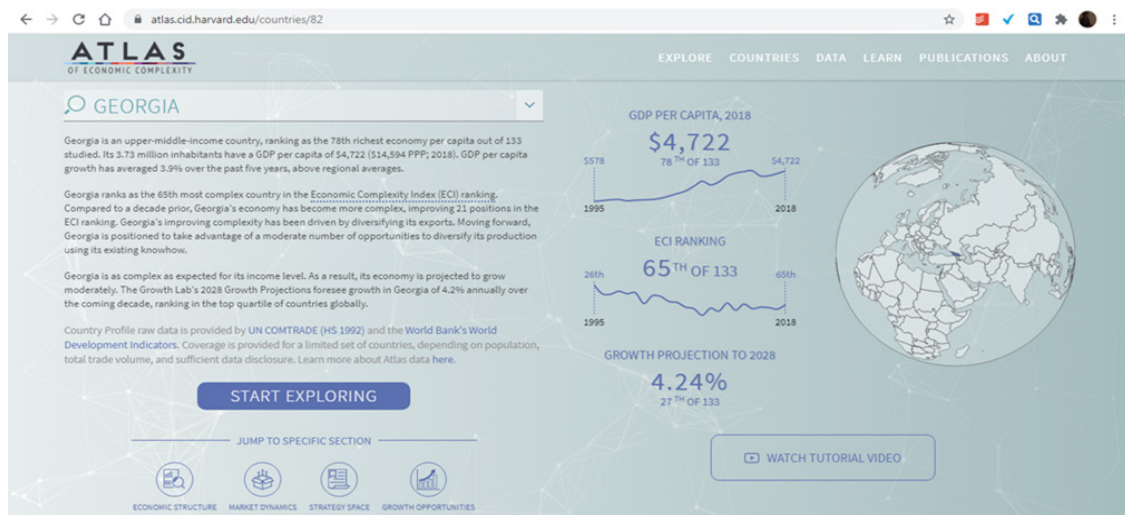 atlas.cid.harvard.edu/countries/82
ATLAS
OF ECONOMIC COMPLEXITY
EXPLORE COUNTRIES DATA LEARN PUBLICATIONS ABOUT
GEORGIA
Georgia is an upper-middle-income country, ranking as the 78th richest economy per capita out of 133
studied. Its 3.73 million inhabitants have a GDP per capita of $4,722 ($14,594 PPP; 2018). GDP per capita
growth has averaged 3.9% over the past five years, above regional averages.
Georgia ranks as the 65th most complex country in the Economic Complexity Index (ECI) ranking.
Compared to a decade prior, Georgia's economy has become more complex, improving 21 positions in the
ECI ranking. Georgia's improving complexity has been driven by diversifying its exports. Moving forward,
Georgia is positioned to take advantage of a moderate number of opportunities to diversify its production
using its existing knowhow.
Georgia is as complex as expected for its income level. As a result, its economy is projected to grow
moderately. The Growth Lab's 2028 Growth Projections foresee growth in Georgia of 4.2% annually over
the coming decade, ranking in the top quartile of countries globally.
Country Profile raw data is provided by UN COMTRADE (HS 1992) and the World Bank's World
Development Indicators. Coverage is provided for a limited set of countries, depending on population,
total trade volume, and sufficient data disclosure. Learn more about Atlas data here.
START EXPLORING
JUMP TO SPECIFIC SECTION
ECONOMIC STRUCTURE MARKET DYNAMICS STRATEGY SPACE GROWTH OPPORTUNITIES
GDP PER CAPITA, 2018
$4,722
$578 78TH OF 133 $4,722
1995 2018
ECI RANKING
26th 65TH OF 133 65th
1995 2018
GROWTH PROJECTION TO 2028
4.24%
27TH OF 133
WATCH TUTORIAL VIDEO